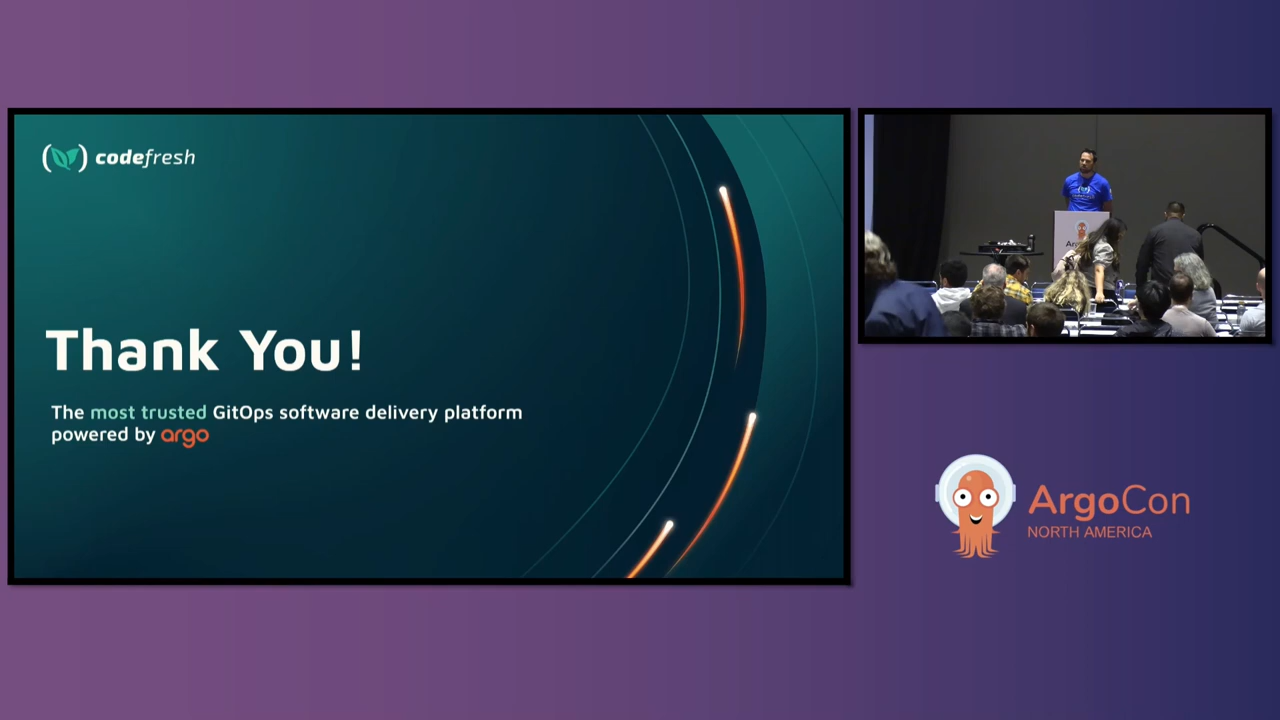 codefresh
Thank You!
The most trusted GitOps software delivery platform
powered by argo
ArgoCon
NORTH AMERICA